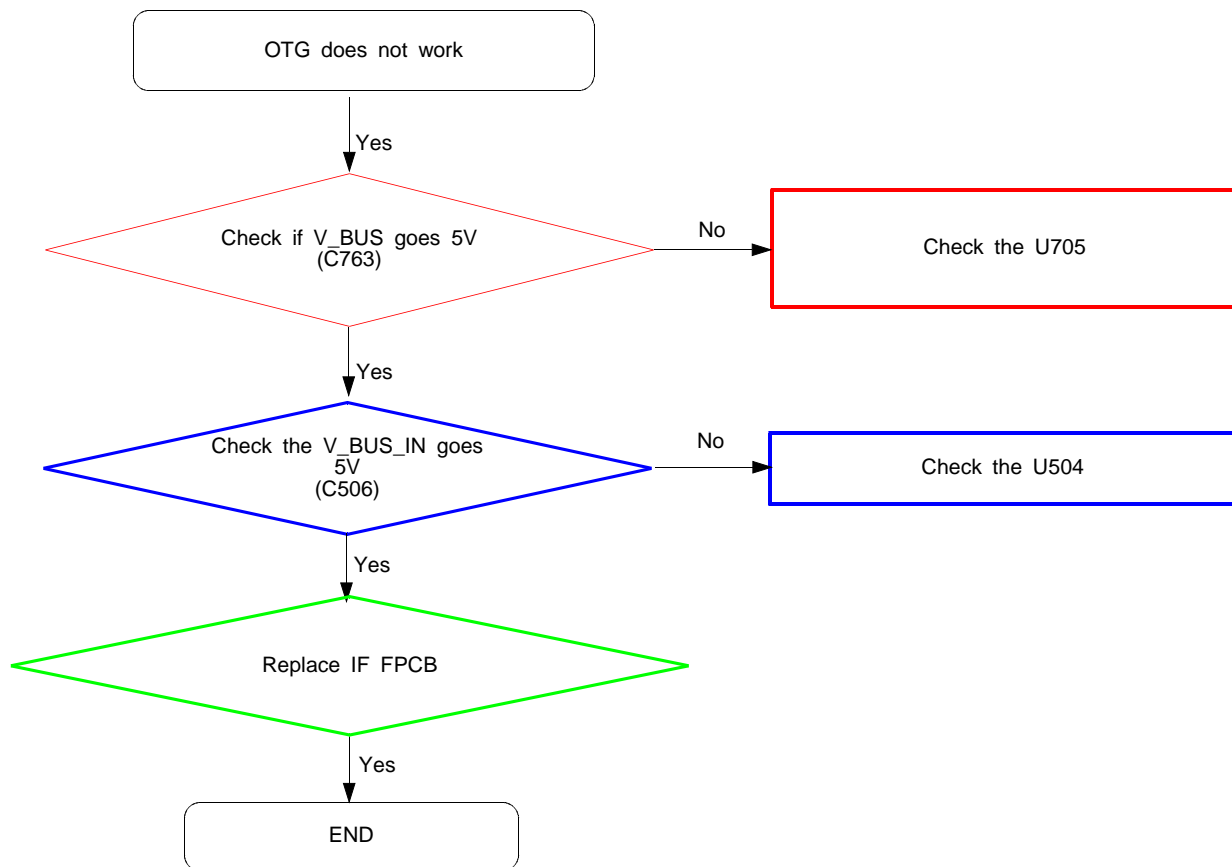 OTG does not work
Yes
Check if V_BUS goes 5V
(C763)
No
Check the U705
Yes
Check the V_BUS_IN goes
5V
(C506)
No
Check the U504
Yes
Replace IF FPCB
Yes
END